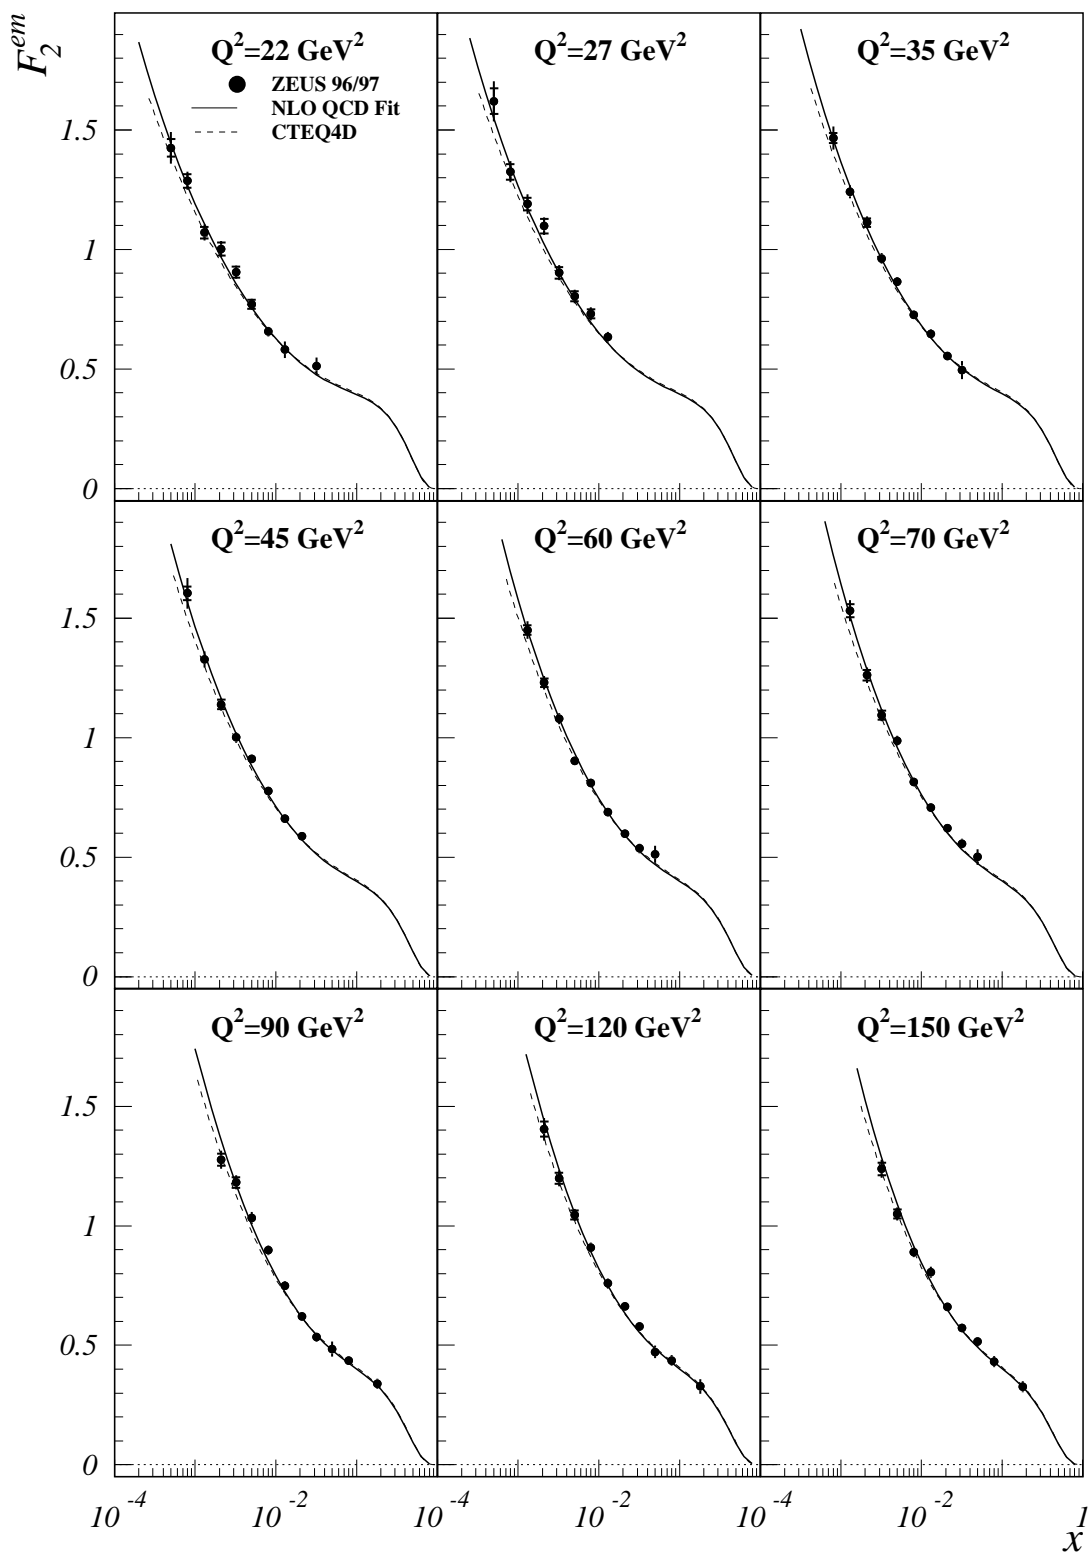 F₂ᵉᵐ
Q²=22 GeV²
ZEUS 96/97
NLO QCD Fit
CTEQ4D
Q²=27 GeV²
Q²=35 GeV²
1.5
1
0.5
0
Q²=45 GeV²
Q²=60 GeV²
Q²=70 GeV²
1.5
1
0.5
0
Q²=90 GeV²
Q²=120 GeV²
Q²=150 GeV²
1.5
1
0.5
0
10⁻⁴ 10⁻² 10⁻⁴ 10⁻² 10⁻⁴ 10⁻² 1
x